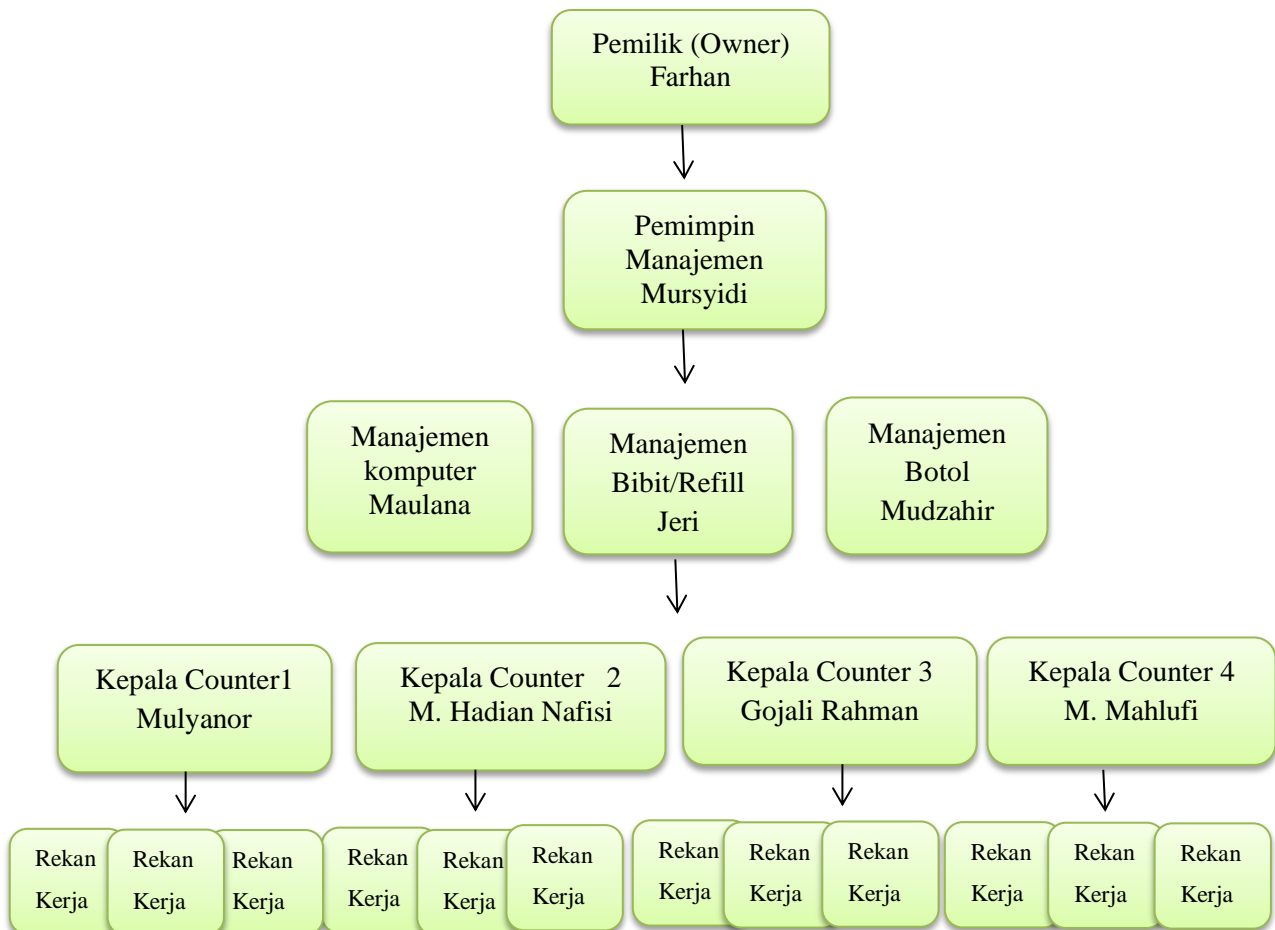 Pemilik (Owner)
Farhan
Pemimpin
Manajemen
Mursyidi
Manajemen
komputer
Maulana
Manajemen
Bibit/Refill
Jeri
Manajemen
Botol
Mudzahir
Kepala Counter1
Mulyanor
Kepala Counter 2
M. Hadian Nafisi
Kepala Counter 3
Gojali Rahman
Kepala Counter 4
M. Mahlufi
Rekan
Kerja
Rekan
Kerja
Rekan
Kerja
Rekan
Kerja
Rekan
Kerja
Rekan
Kerja
Rekan
Kerja
Rekan
Kerja
Rekan
Kerja
Rekan
Kerja
Rekan
Kerja
Rekan
Kerja